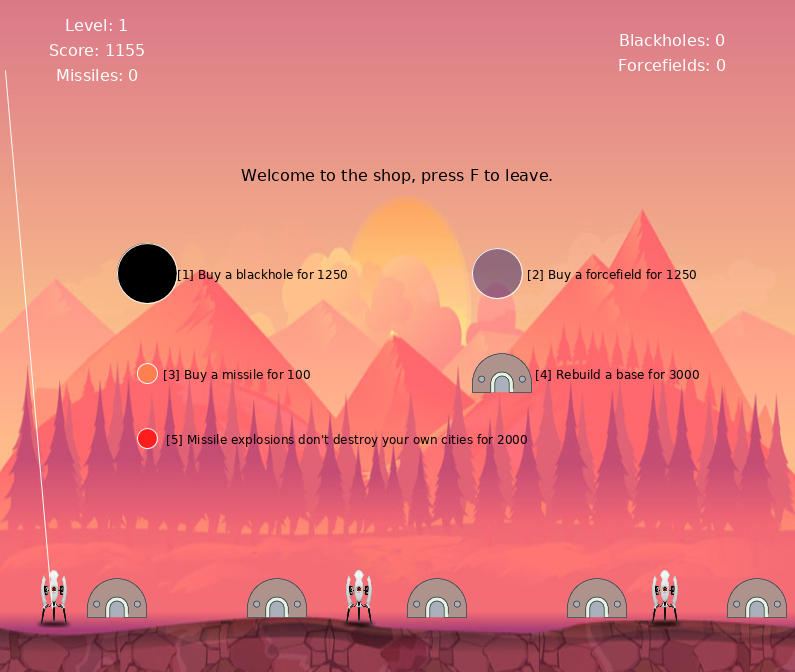 Level: 1
Score: 1155
Missiles: 0
Blackholes: 0
Forcefields: 0
Welcome to the shop, press F to leave.
[1] Buy a blackhole for 1250
[2] Buy a forcefield for 1250
[3] Buy a missile for 100
[4] Rebuild a base for 3000
[5] Missile explosions don't destroy your own cities for 2000